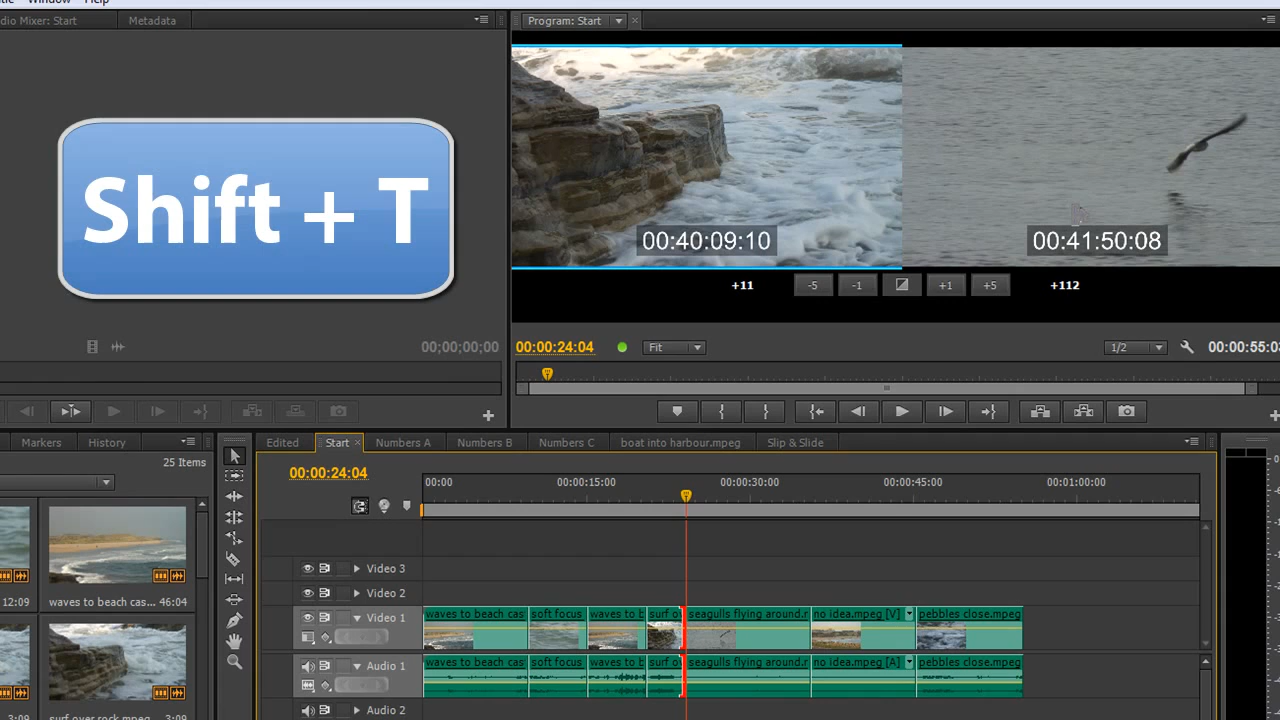 Window Help
dio Mixer: Start
Metadata
Program: Start
Shift + T
00:40:09:10
00:41:50:08
+11
-5
-1
+1
+5
+112
00;00;00;00
00:00:24:04
Fit
1/2
00:00:55:0
Markers
History
25 Items
Edited
Start
Numbers A
Numbers B
Numbers C
boat into harbour.mpeg
Slip & Slide
00:00:24:04
00:00
00:00:15:00
00:00:30:00
00:00:45:00
00:01:00:00
12:09
waves to beach cas... 46:04
3:09
surf over rock.mpeg
3:09
Video 3
Video 2
Video 1
waves to beach cas
soft focus
waves to b
surf o
seagulls flying around.r
no idea.mpeg [V]
pebbles close.mpeg
Audio 1
waves to beach cas
soft focus
waves to b
surf o
seagulls flying around.r
no idea.mpeg [A]
pebbles close.mpeg
Audio 2